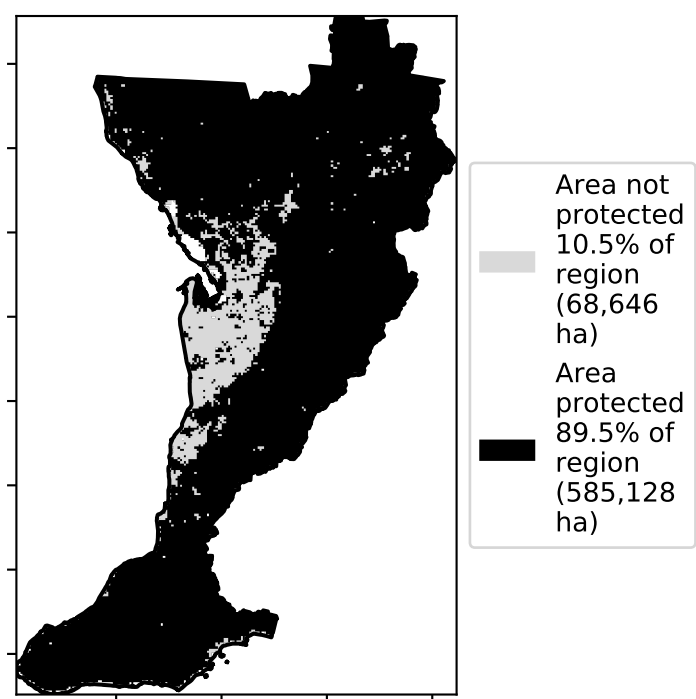 Area not
protected
10.5% of
region
(68,646
ha)
Area
protected
89.5% of
region
(585,128
ha)